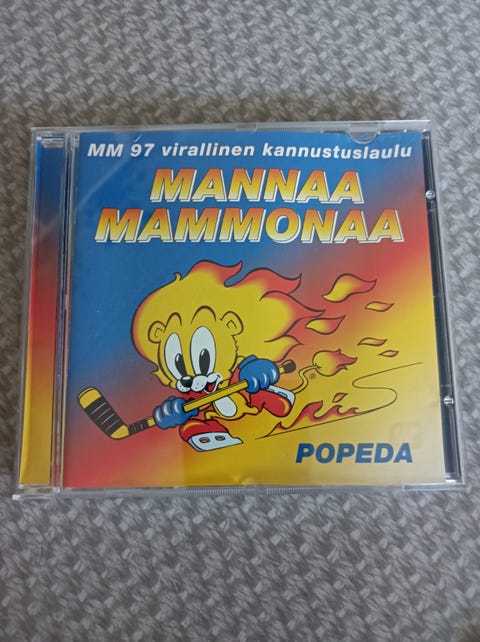 MM 97 virallinen kannustuslaulu
MANNAA
MAMMONAA
®
POPEDA